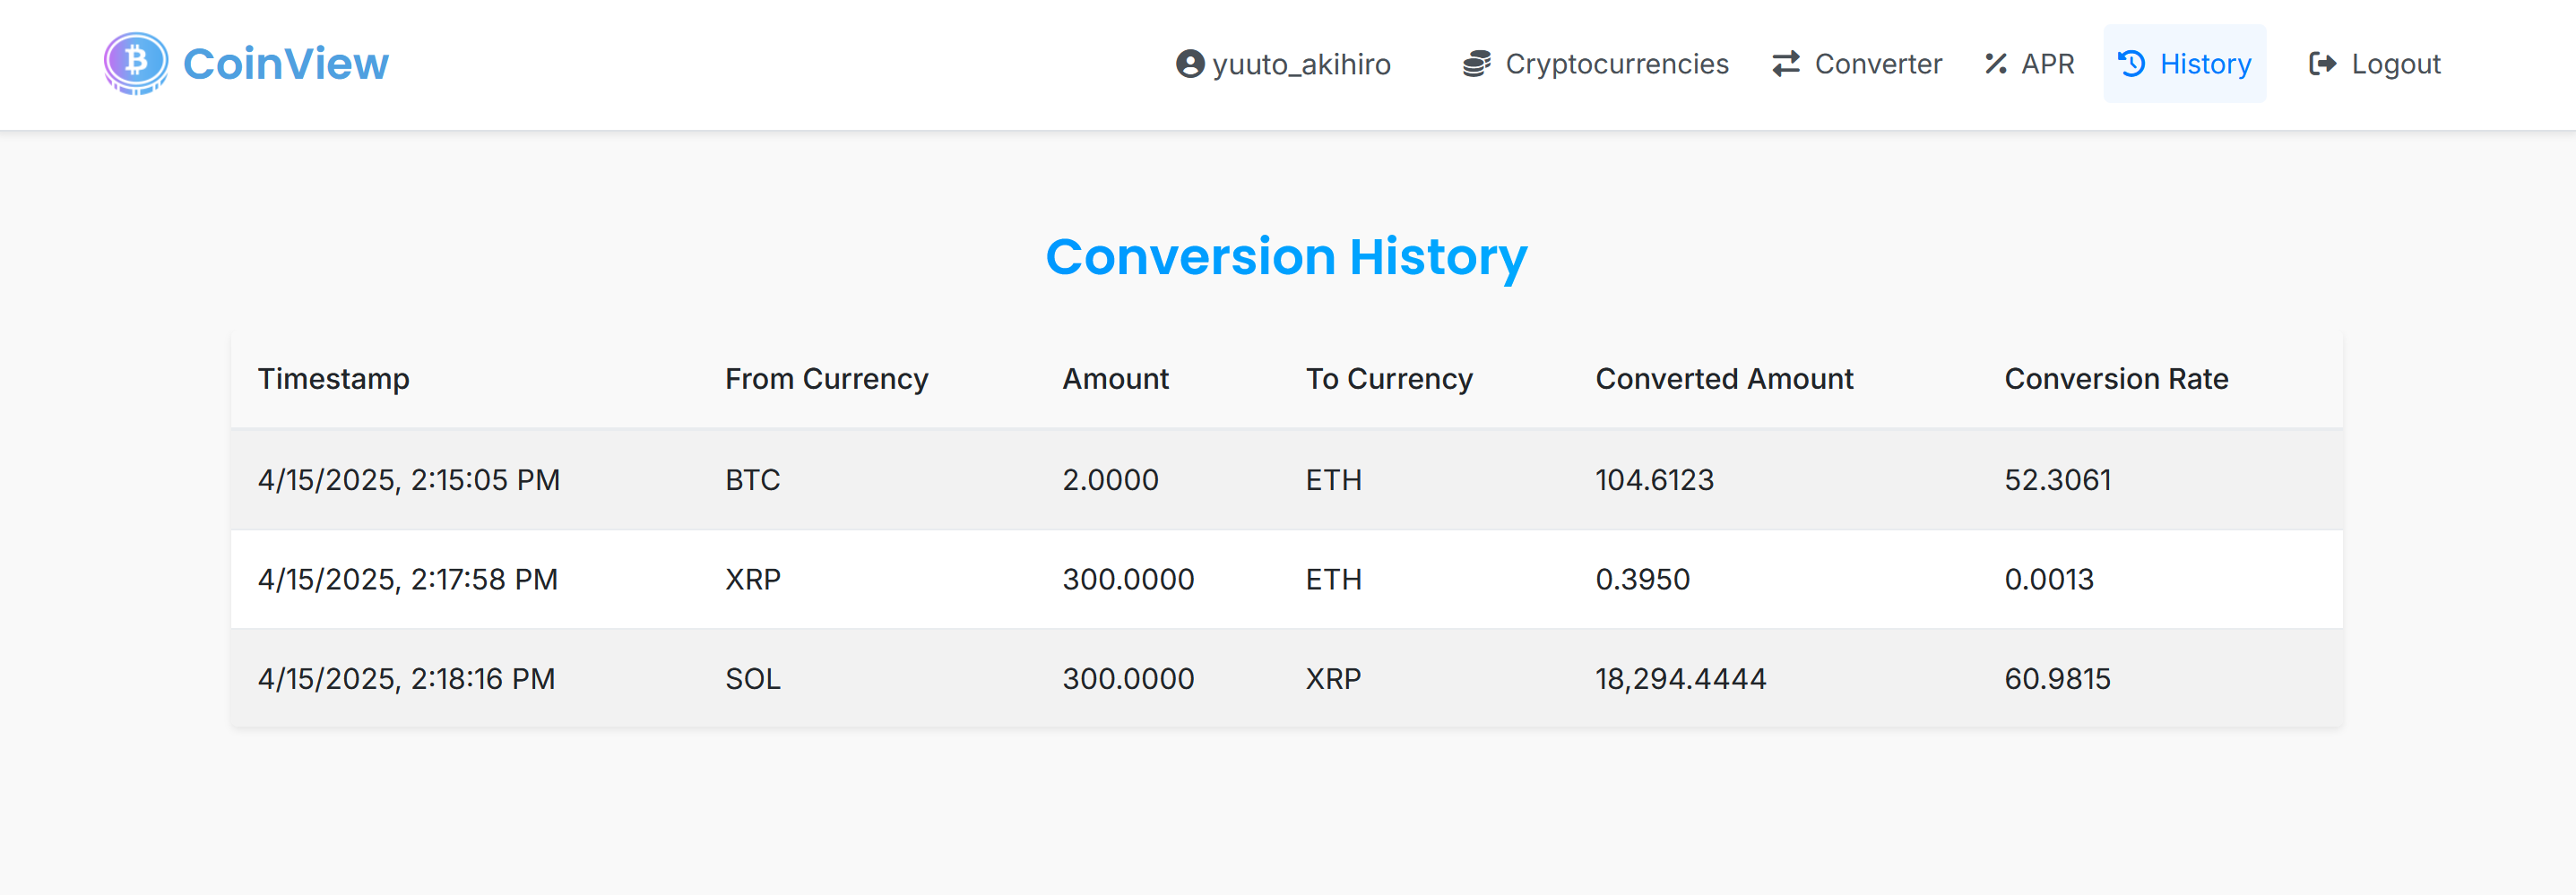 CoinView yuuto_akihiro Cryptocurrencies Converter APR History Logout
Conversion History
Timestamp From Currency Amount To Currency Converted Amount Conversion Rate
4/15/2025, 2:15:05 PM BTC 2.0000 ETH 104.6123 52.3061
4/15/2025, 2:17:58 PM XRP 300.0000 ETH 0.3950 0.0013
4/15/2025, 2:18:16 PM SOL 300.0000 XRP 18,294.4444 60.9815